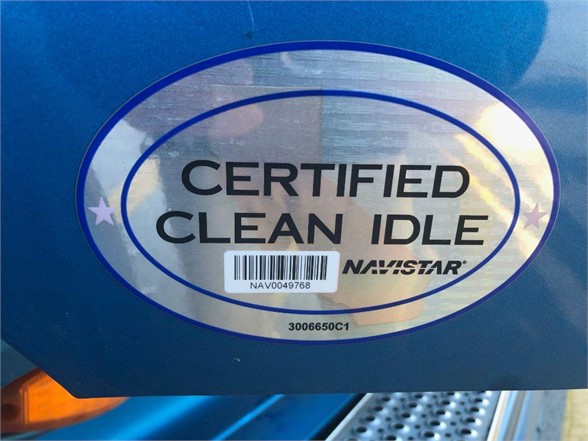 CERTIFIED
CLEAN IDLE
NAVISTAR®
NAV0049768
3006650C1